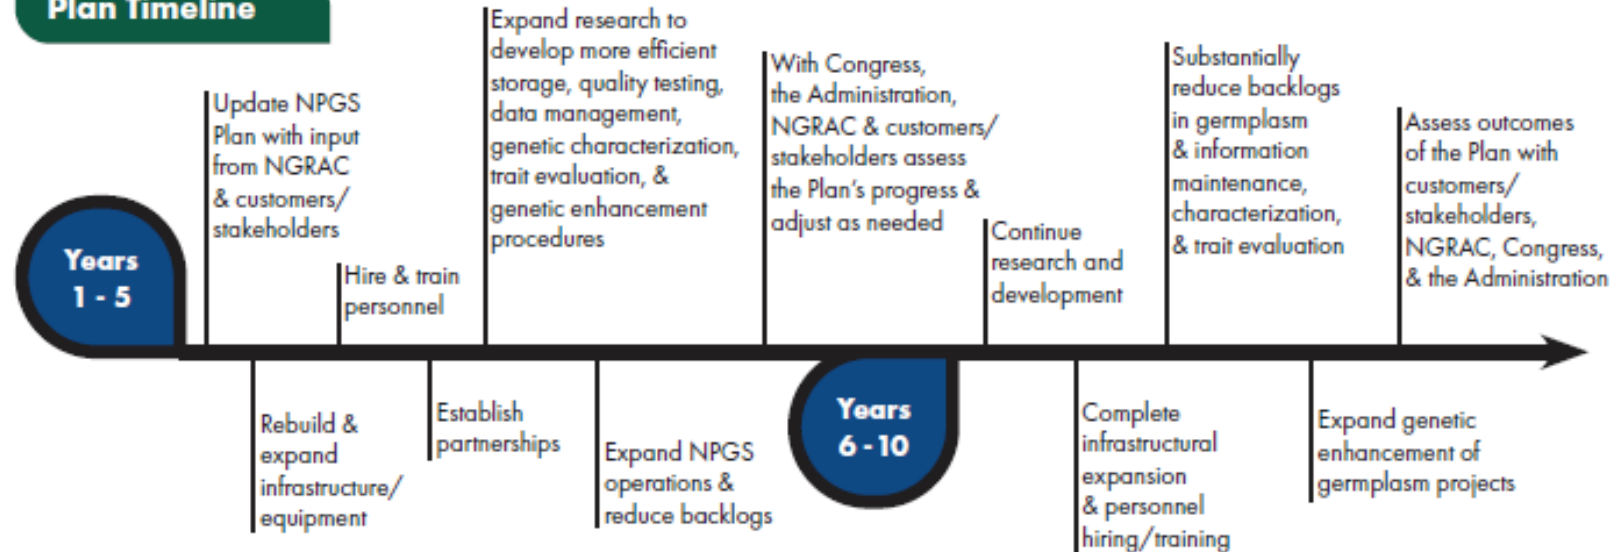 Plan Timeline
Years
1 - 5
Update NPGS
Plan with input
from NGRAC
& customers/
stakeholders
Rebuild &
expand
infrastructure/
equipment
Hire & train
personnel
Establish
partnerships
Expand research to
develop more efficient
storage, quality testing,
data management,
genetic characterization,
trait evaluation, &
genetic enhancement
procedures
Expand NPGS
operations &
reduce backlogs
With Congress,
the Administration,
NGRAC & customers/
stakeholders assess
the Plan's progress &
adjust as needed
Years
6 - 10
Continue
research and
development
Complete
infrastructural
expansion
& personnel
hiring/training
Substantially
reduce backlogs
in germplasm
& information
maintenance,
characterization,
& trait evaluation
Expand genetic
enhancement of
germplasm projects
Assess outcomes
of the Plan with
customers/
stakeholders,
NGRAC, Congress,
& the Administration